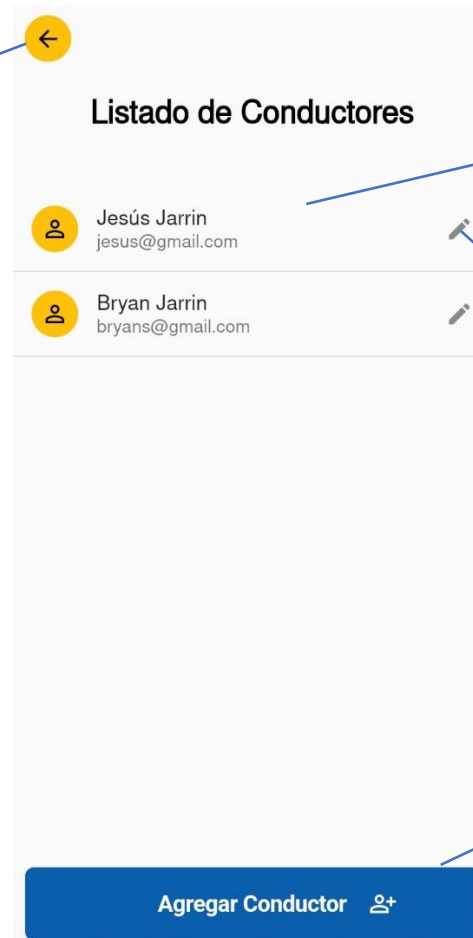 Listado de Conductores
Jesús Jarrin
jesus@gmail.com
Bryan Jarrin
bryans@gmail.com
Agregar Conductor